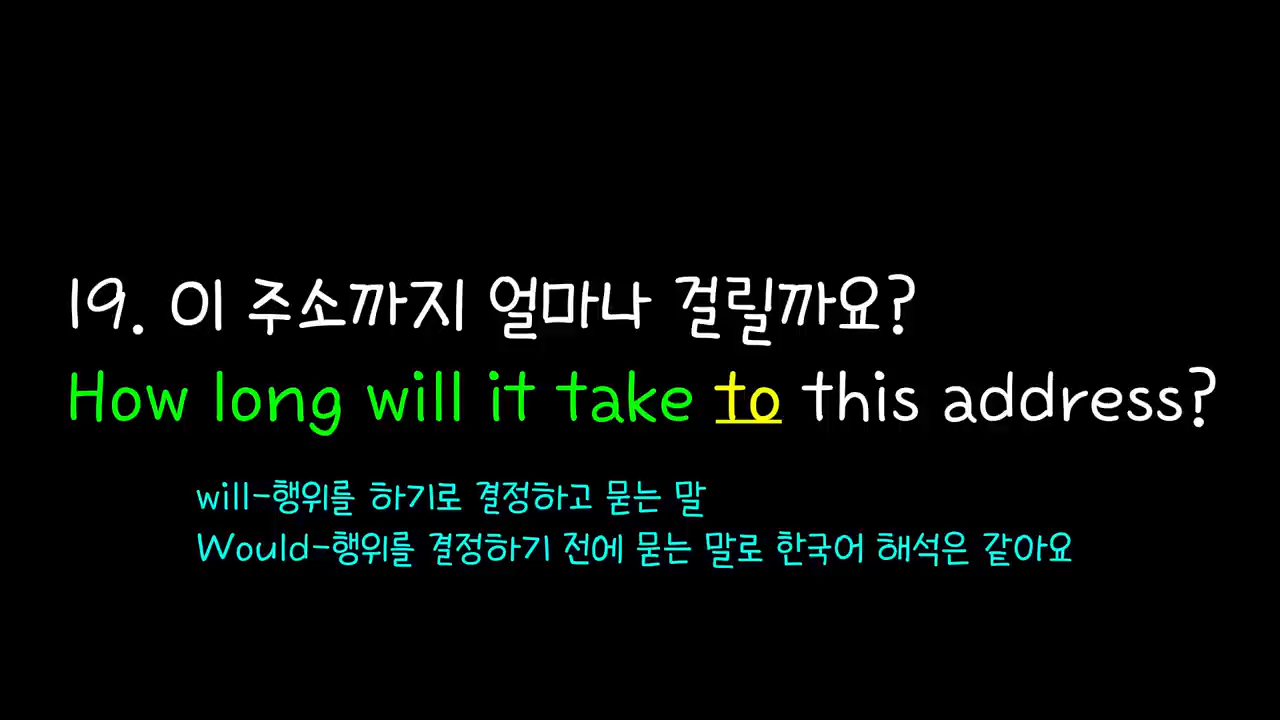 19. 이 주소까지 얼마나 걸릴까요?
How long will it take to this address?
will-행위를 하기로 결정하고 묻는 말
Would-행위를 결정하기 전에 묻는 말로 한국어 해석은 같아요